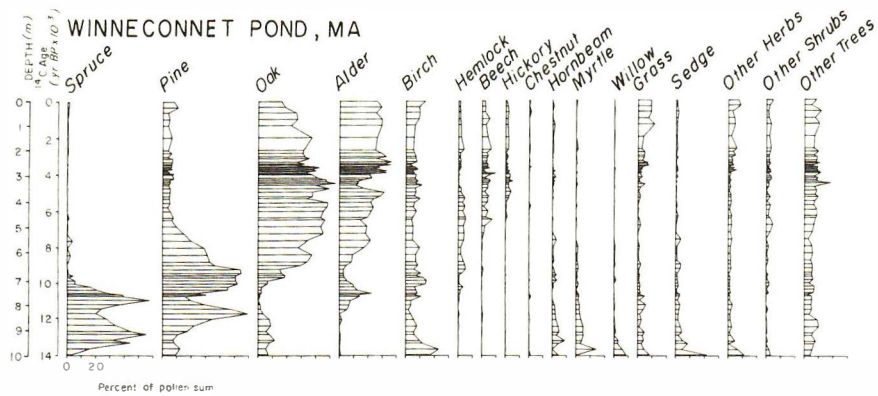 WINNECONNET POND, MA
DEPTH (m)
14C Age
(yr BP x 10³)
Spruce
Pine
Oak
Alder
Birch
Hemlock
Beech
Hickory
Chestnut
Hornbeam
Myrtle
Willow
Grass
Sedge
Other Herbs
Other Shrubs
Other Trees
0 0
1
2 2
3 4
4
5 6
6 8
7 10
8
9 12
10 14
0 20
Percent of pollen sum